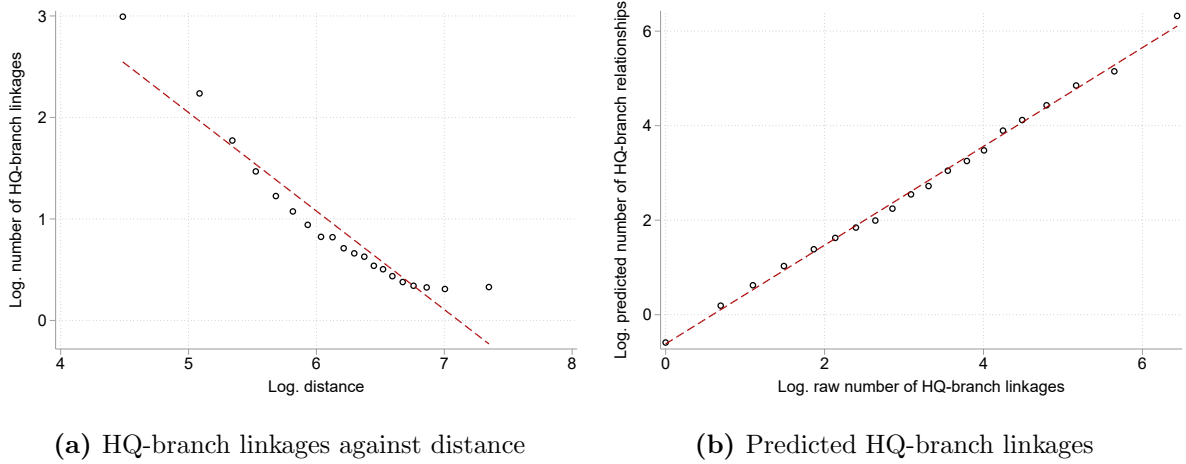 Log. number of HQ-branch linkages
3
2
1
0
4 5 6 7 8
Log. distance
(a) HQ-branch linkages against distance
Log. predicted number of HQ-branch relationships
6
4
2
0
0 2 4 6
Log. raw number of HQ-branch linkages
(b) Predicted HQ-branch linkages